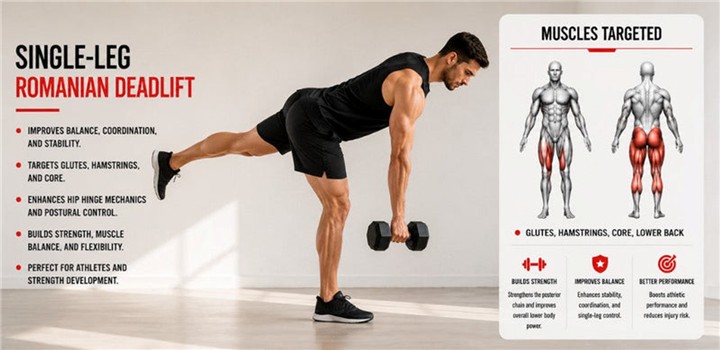 SINGLE-LEG
ROMANIAN DEADLIFT
IMPROVES BALANCE, COORDINATION,
AND STABILITY.
TARGETS GLUTES, HAMSTRINGS,
AND CORE.
ENHANCES HIP HINGE MECHANICS
AND POSTURAL CONTROL.
BUILDS STRENGTH, MUSCLE
BALANCE, AND FLEXIBILITY.
PERFECT FOR ATHLETES AND
STRENGTH DEVELOPMENT.
MUSCLES TARGETED
GLUTES, HAMSTRINGS, CORE, LOWER BACK
BUILDS STRENGTH
Strengthens the posterior
chain and improves
overall lower body
power.
IMPROVES BALANCE
Enhances stability,
coordination, and
single-leg control.
BETTER PERFORMANCE
Boosts athletic
performance and
reduces injury risk.